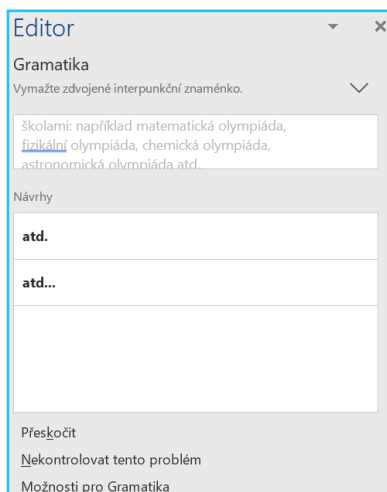 Editor
Gramatika
Vymažte zdvojené interpunkční znaménko.
školami: například matematická olympiáda,
fizikální olympiáda, chemická olympiáda,
astronomická olympiáda atd..
Návrhy
atd.
atd...
Přeskočit
Nekontrolovat tento problém
Možnosti pro Gramatika